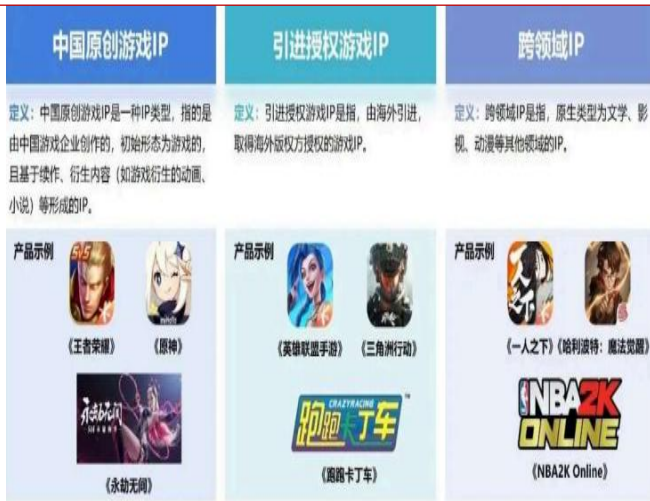 中国原创游戏IP
定义：中国原创游戏IP是一种IP类型，指的是
由中国游戏企业创作的，初始形态为游戏的，
且基于续作、衍生内容（如游戏衍生的动画、
小说）等形成的IP。
产品示例
5v5
miHoYo
《王者荣耀》
《原神》
永劫无间
《永劫无间》
引进授权游戏IP
定义：引进授权游戏IP是指，由海外引进，
取得海外版权方授权的游戏IP。
产品示例
《英雄联盟手游》
《三角洲行动》
CRAZYRACING
跑跑卡丁车
《跑跑卡丁车》
跨领域IP
定义：跨领域IP是指，原生类型为文学、影
视、动漫等其他领域的IP。
产品示例
一人之下
《一人之下》
《哈利波特：魔法觉醒》
NBA2K
ONLINE
《NBA2K Online》